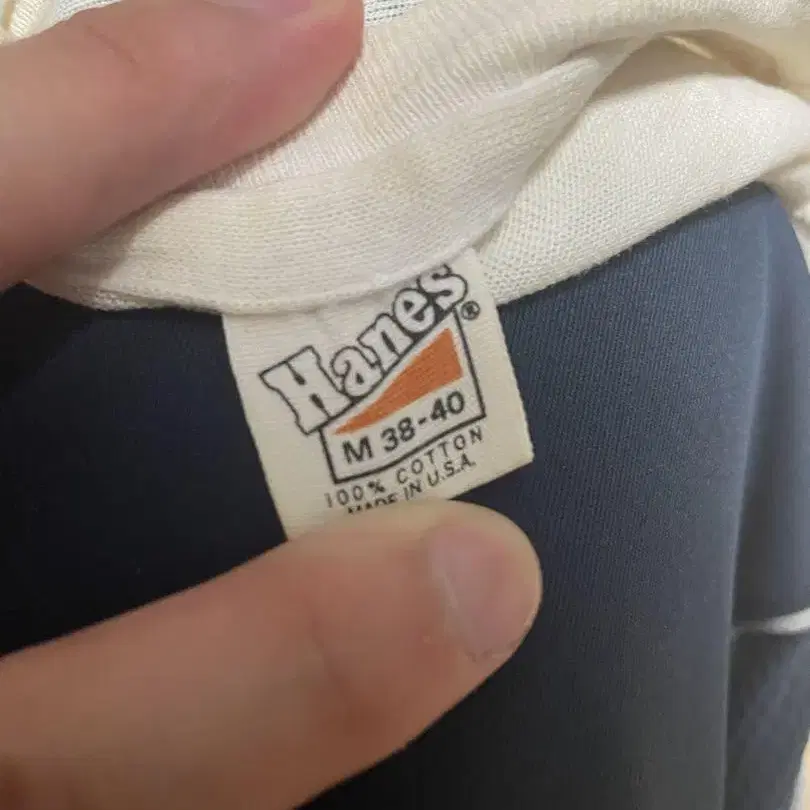 Hanes®
M 38-40
100% COTTON
MADE IN U.S.A.